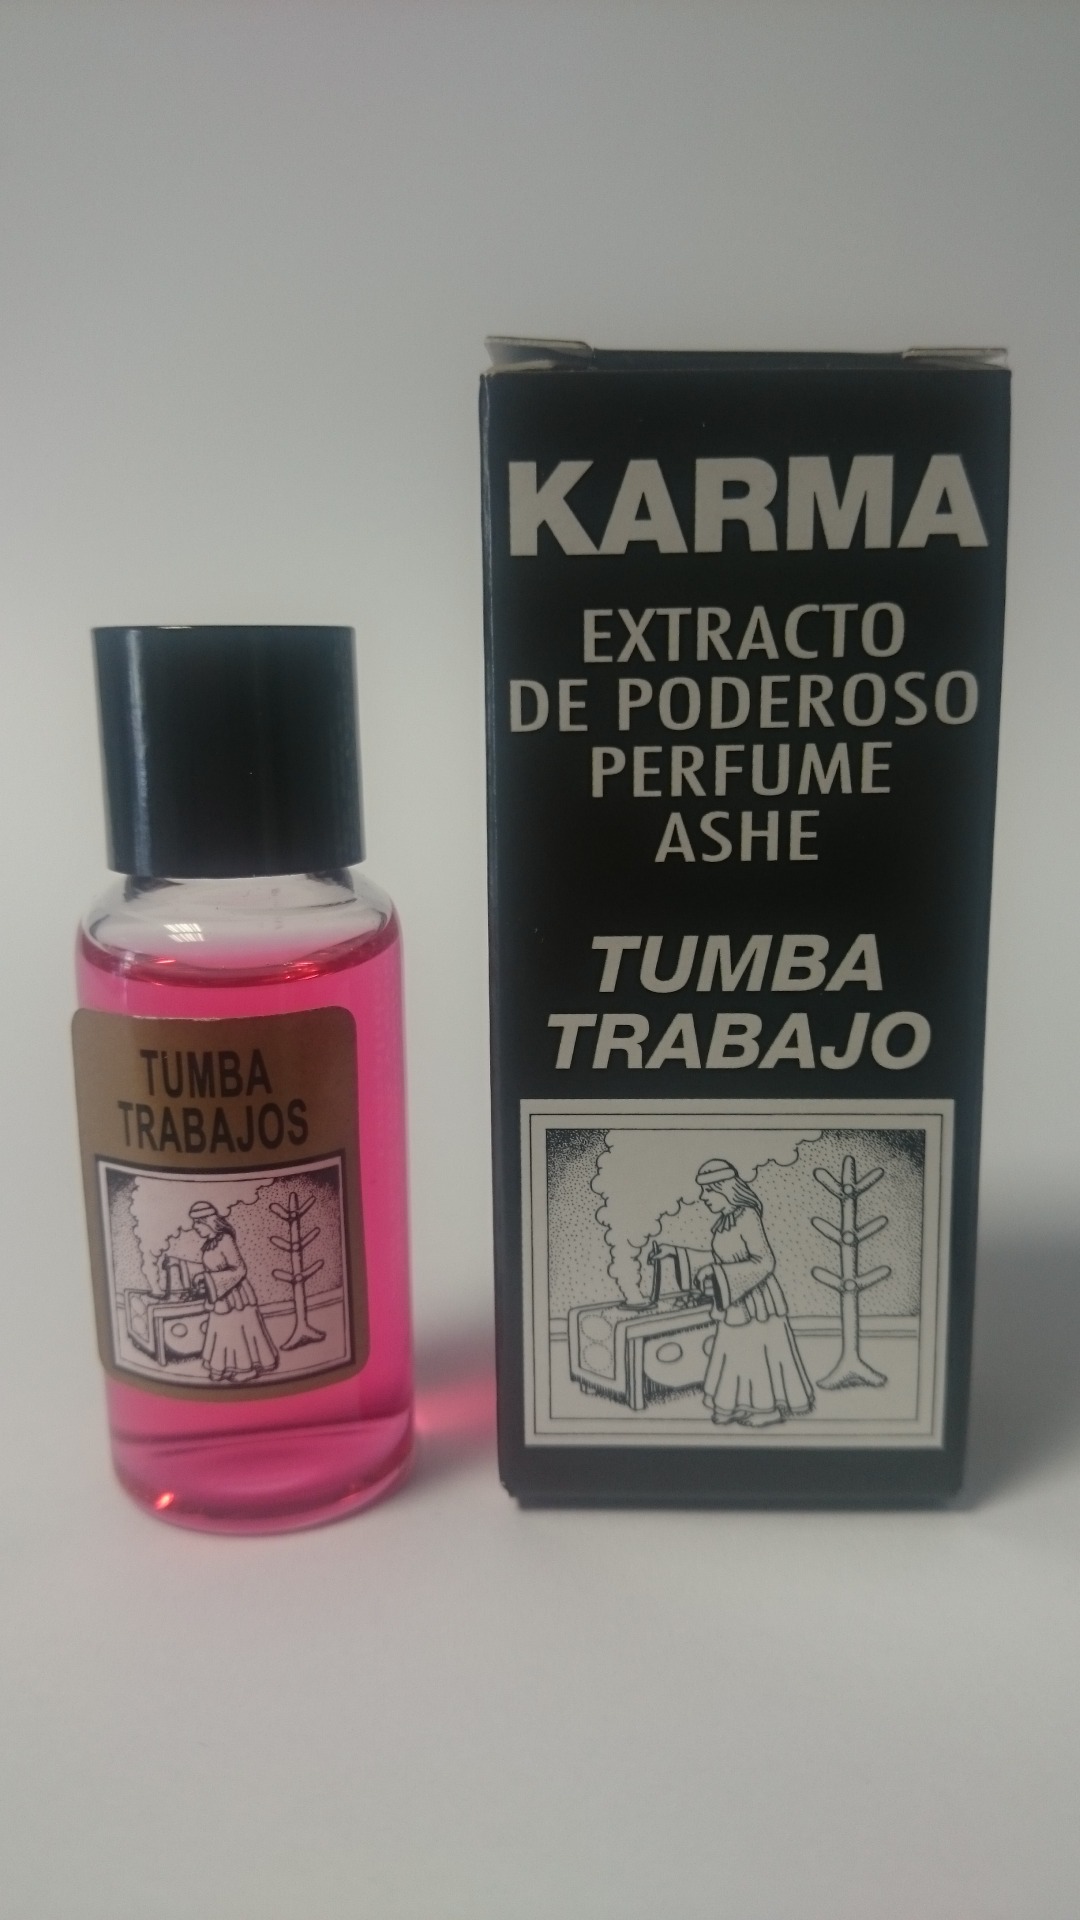 KARMA
EXTRACTO
DE PODEROSO
PERFUME
ASHE
TUMBA
TRABAJO
TUMBA
TRABAJOS